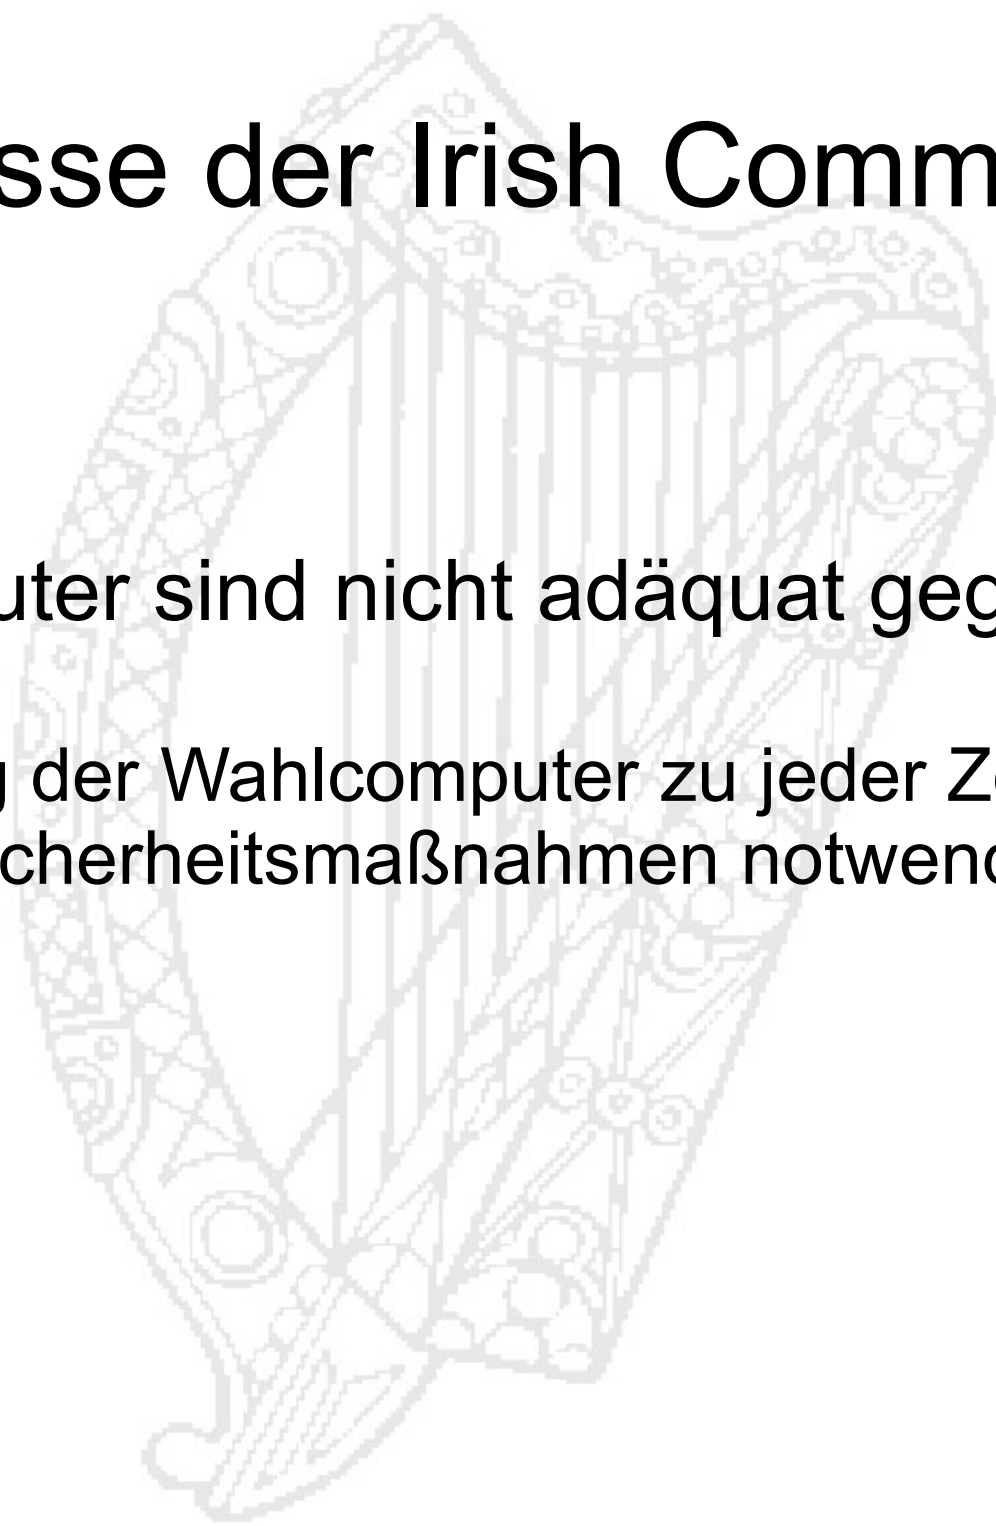 sse der Irish Comm
uter sind nicht adäquat geg
g der Wahlcomputer zu jeder Ze
cherheitsmaßnahmen notwend